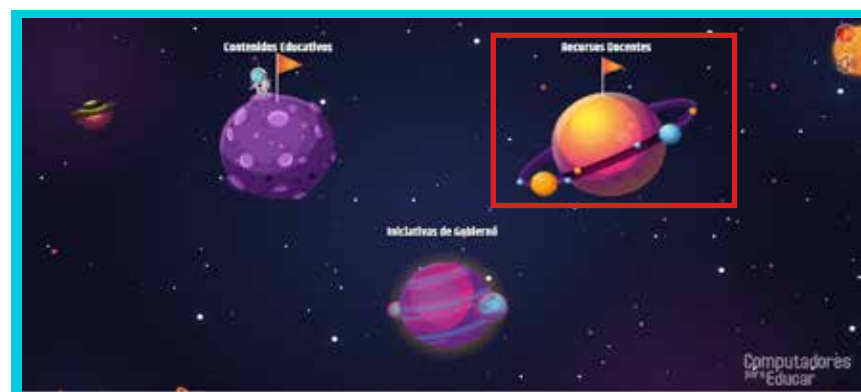 Contenidos Educativos
Recursos Docentes
Iniciativas de Gobierno
Computadores
para Educar